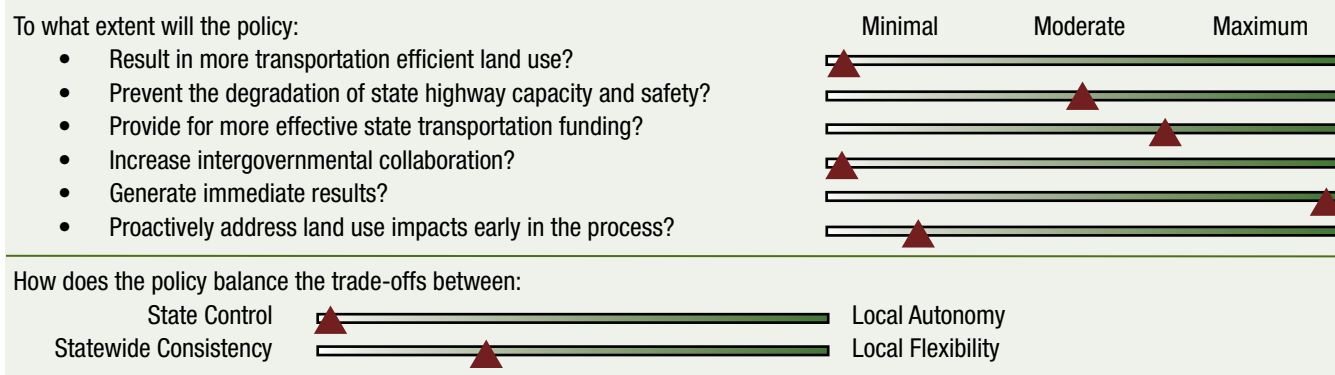 To what extent will the policy: Minimal Moderate Maximum
• Result in more transportation efficient land use?
• Prevent the degradation of state highway capacity and safety?
• Provide for more effective state transportation funding?
• Increase intergovernmental collaboration?
• Generate immediate results?
• Proactively address land use impacts early in the process?
How does the policy balance the trade-offs between:
State Control Local Autonomy
Statewide Consistency Local Flexibility